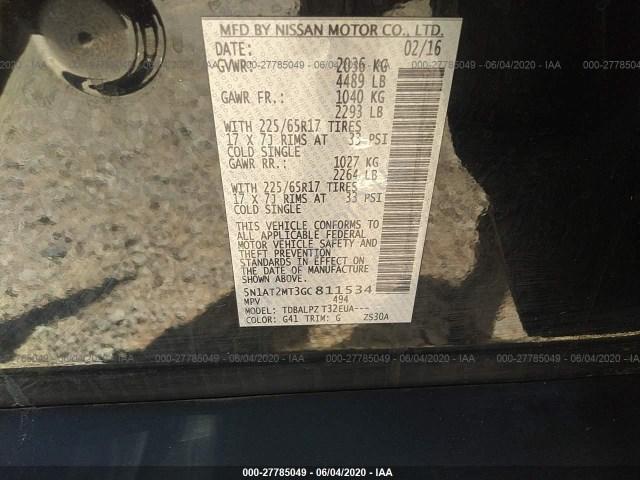 MFD BY NISSAN MOTOR CO., LTD.
DATE: 02/16
GVWR: 2036 KG
4489 LB
GAWR FR.: 1040 KG
2293 LB
WITH 225/65R17 TIRES
17 X 7J RIMS AT 33 PSI
COLD SINGLE
GAWR RR.: 1027 KG
2264 LB
WITH 225/65R17 TIRES
17 X 7J RIMS AT 33 PSI
COLD SINGLE
THIS VEHICLE CONFORMS TO
ALL APPLICABLE FEDERAL
MOTOR VEHICLE SAFETY AND
THEFT PREVENTION
STANDARDS IN EFFECT ON
THE DATE OF MANUFACTURE
SHOWN ABOVE.
5N1AT2MT3GC811534
MPV 494
MODEL: TDBALPZ T32EUA---
COLOR: G41 TRIM: G ZS30A
000-27785049 - 06/04/2020 - IAA